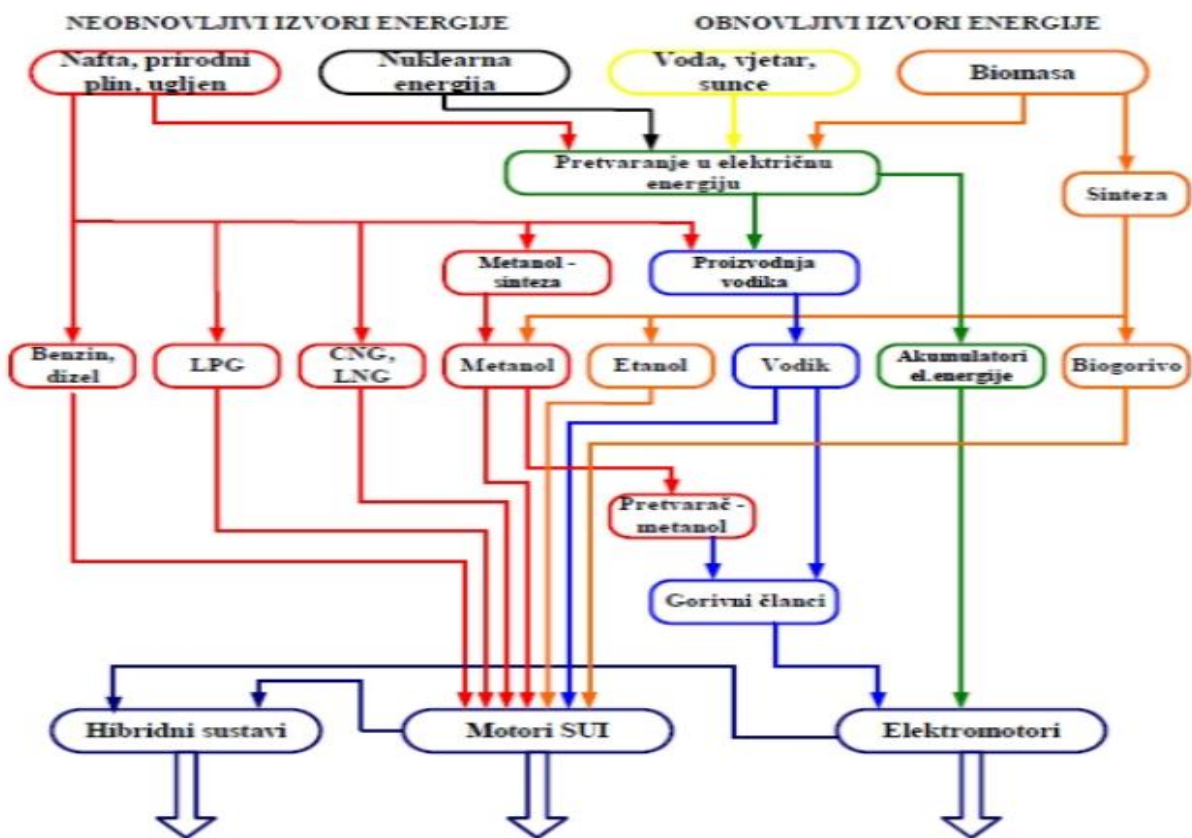 NEOBNOVLJIVI IZVORI ENERGIJE
OBNOVLJIVI IZVORI ENERGIJE
Nafta, prirodni
plin, ugljen
Nuklearna
energija
Voda, vjetar,
sunce
Biomasa
Pretvaranje u električnu
energiju
Sinteza
Metanol -
sinteza
Proizvodnja
vodika
Benzin,
dizel
LPG
CNG,
LNG
Metanol
Etanol
Vodik
Akumulatori
el.energije
Biogorivo
Pretvarač -
metanol
Gorivni članci
Hibridni sustavi
Motori SUI
Elektromotori